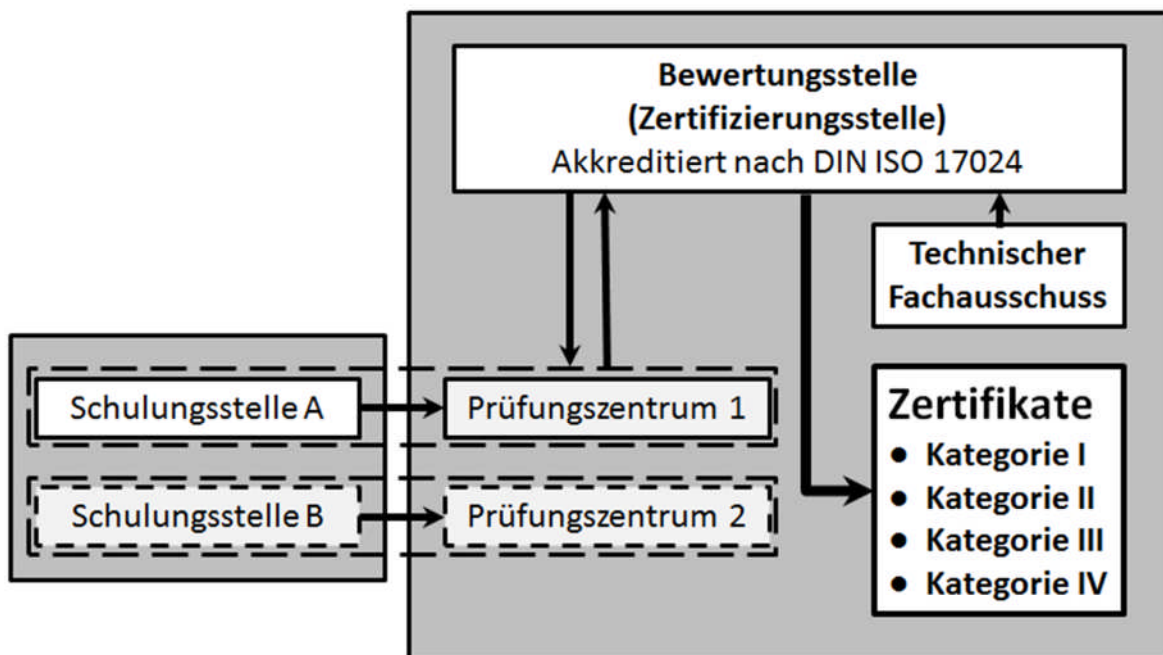 Bewertungsstelle
(Zertifizierungsstelle)
Akkreditiert nach DIN ISO 17024
Technischer
Fachausschuss
Schulungsstelle A
Prüfungszentrum 1
Schulungsstelle B
Prüfungszentrum 2
Zertifikate
● Kategorie I
● Kategorie II
● Kategorie III
● Kategorie IV